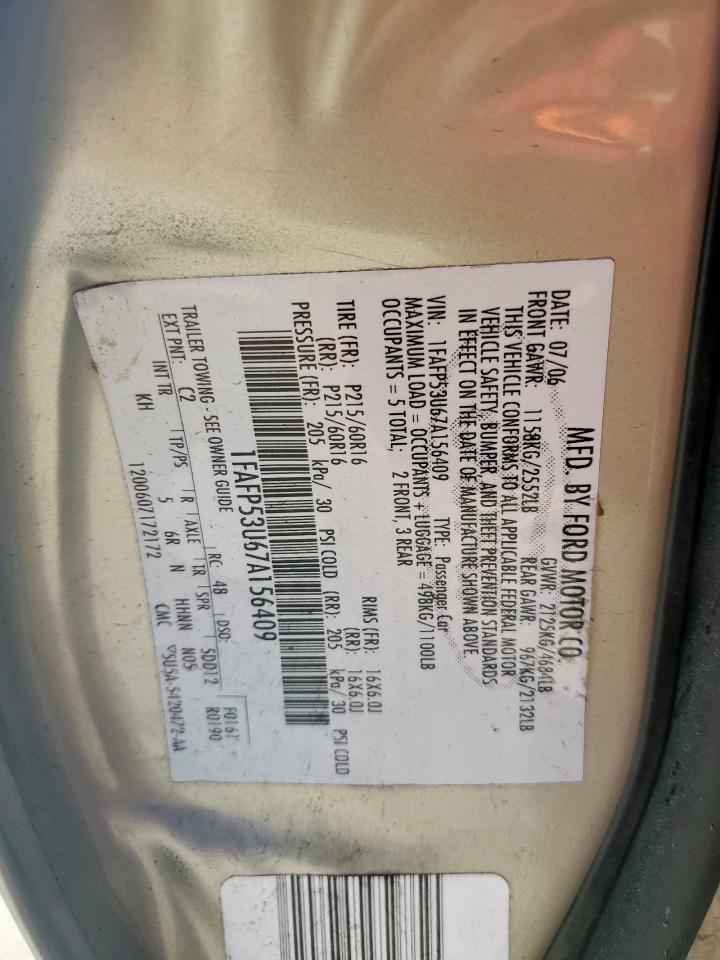 MFD. BY FORD MOTOR CO.
DATE: 07/06 GVWR: 2125KG/4684LB
FRONT GAWR: 1158KG/2552LB REAR GAWR: 967KG/2132LB
THIS VEHICLE CONFORMS TO ALL APPLICABLE FEDERAL MOTOR
VEHICLE SAFETY, BUMPER, AND THEFT PREVENTION STANDARDS
IN EFFECT ON THE DATE OF MANUFACTURE SHOWN ABOVE
VIN: 1FAFP53U67A156409 TYPE: Passenger Car
MAXIMUM LOAD = OCCUPANTS + LUGGAGE = 498KG/1100LB
OCCUPANTS = 5 TOTAL; 2 FRONT, 3 REAR
TIRE (FR): P215/60R16 RIMS (FR): 16X6.0J
(RR): P215/60R16 (RR): 16X6.0J
PRESSURE (FR): 205 kPa/ 30 PSI COLD (RR): 205 kPa/ 30 PSI COLD
1FAFP53U67A156409
TRAILER TOWING - SEE OWNER GUIDE
F0161
EXT PNT: C2 RC: 48 DSO: R0190
INT TR TP/PS R AXLE TR SPR 5DD12
KH 5 6R N HHNN NOS
1200607172172 CMC 5U5A-5420472-AA